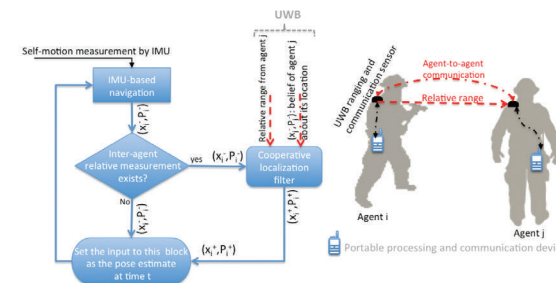 UWB
Self-motion measurement by IMU
IMU-based
navigation
Relative range from agent j
(xj-,Pj-): belief of agent j
about its location
(xi-,Pi-)
Inter-agent
relative measurement
exists?
yes
(xi-,Pi-)
Cooperative
localization
filter
No
(xi-,Pi-)
(xi+,Pi+)
Set the input to this block
as the pose estimate
at time t
(xi+,Pi+)
UWB ranging and
communication sensor
Agent-to-agent
communication
Relative range
Agent i
Agent j
Portable processing and communication devi